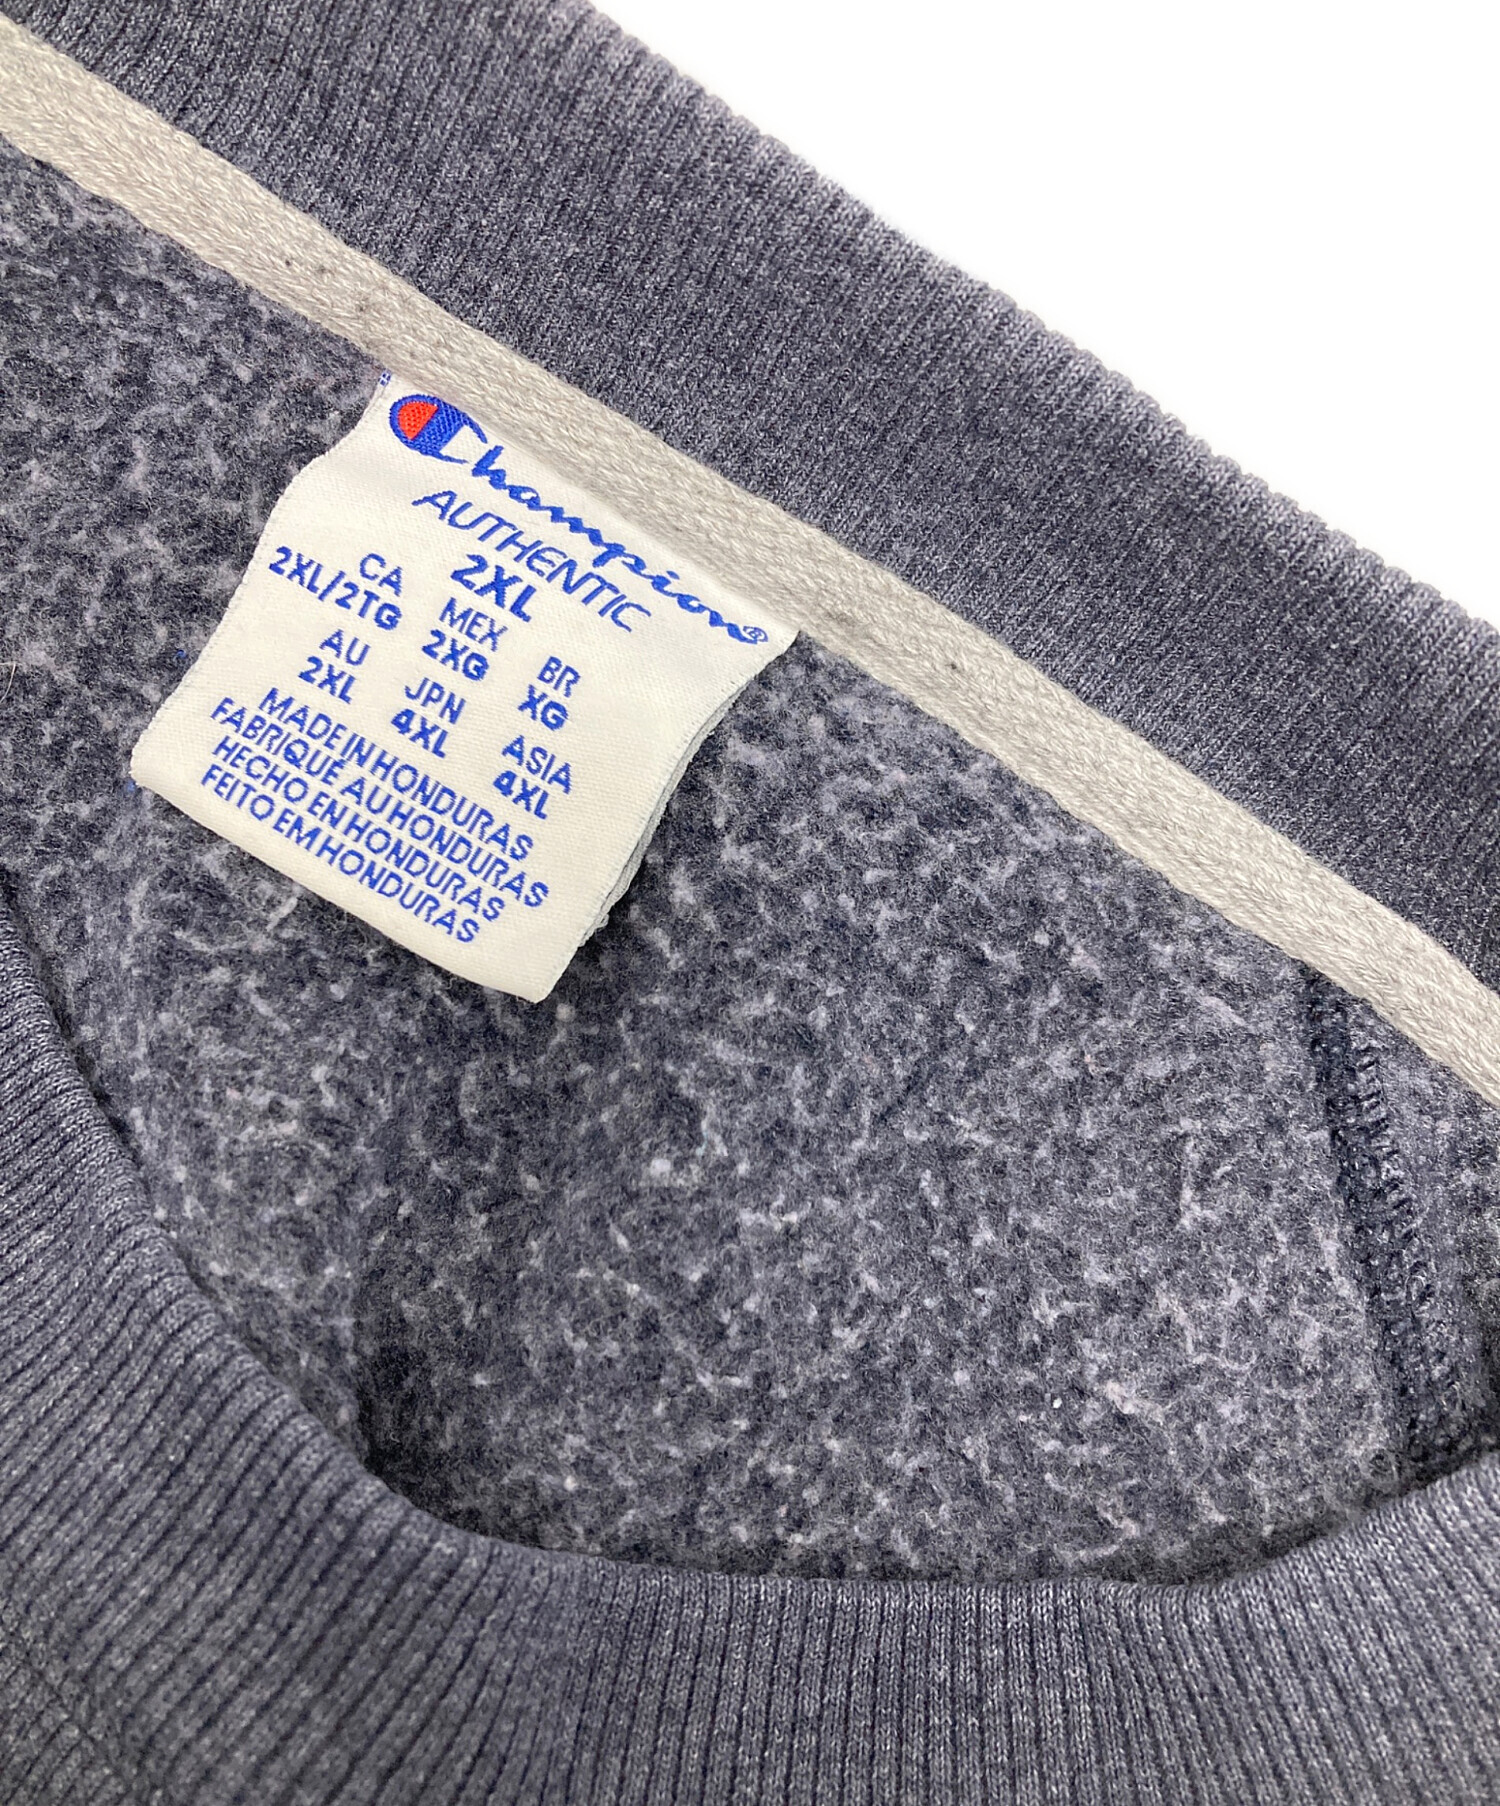 Champion®
AUTHENTIC
2XL
CA MEX BR
2XL/2TG 2XG XG
AU JPN ASIA
2XL 4XL 4XL
MADE IN HONDURAS
FABRIQUÉ AU HONDURAS
HECHO EN HONDURAS
FEITO EM HONDURAS